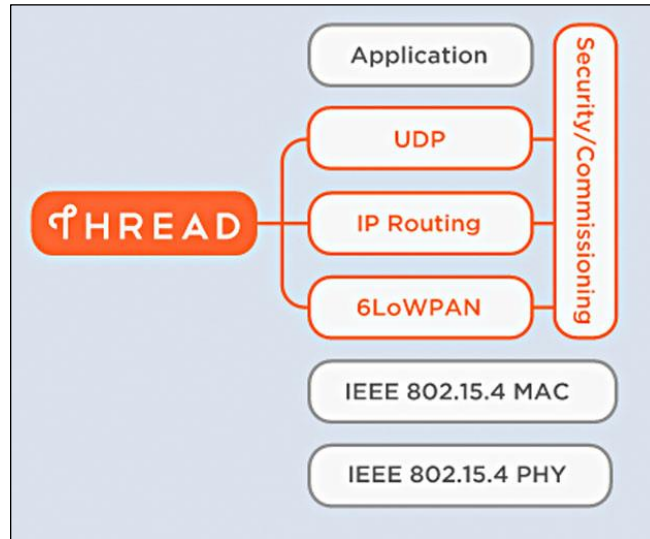 Application
Security/Commissioning
UDP
THREAD
IP Routing
6LoWPAN
IEEE 802.15.4 MAC
IEEE 802.15.4 PHY